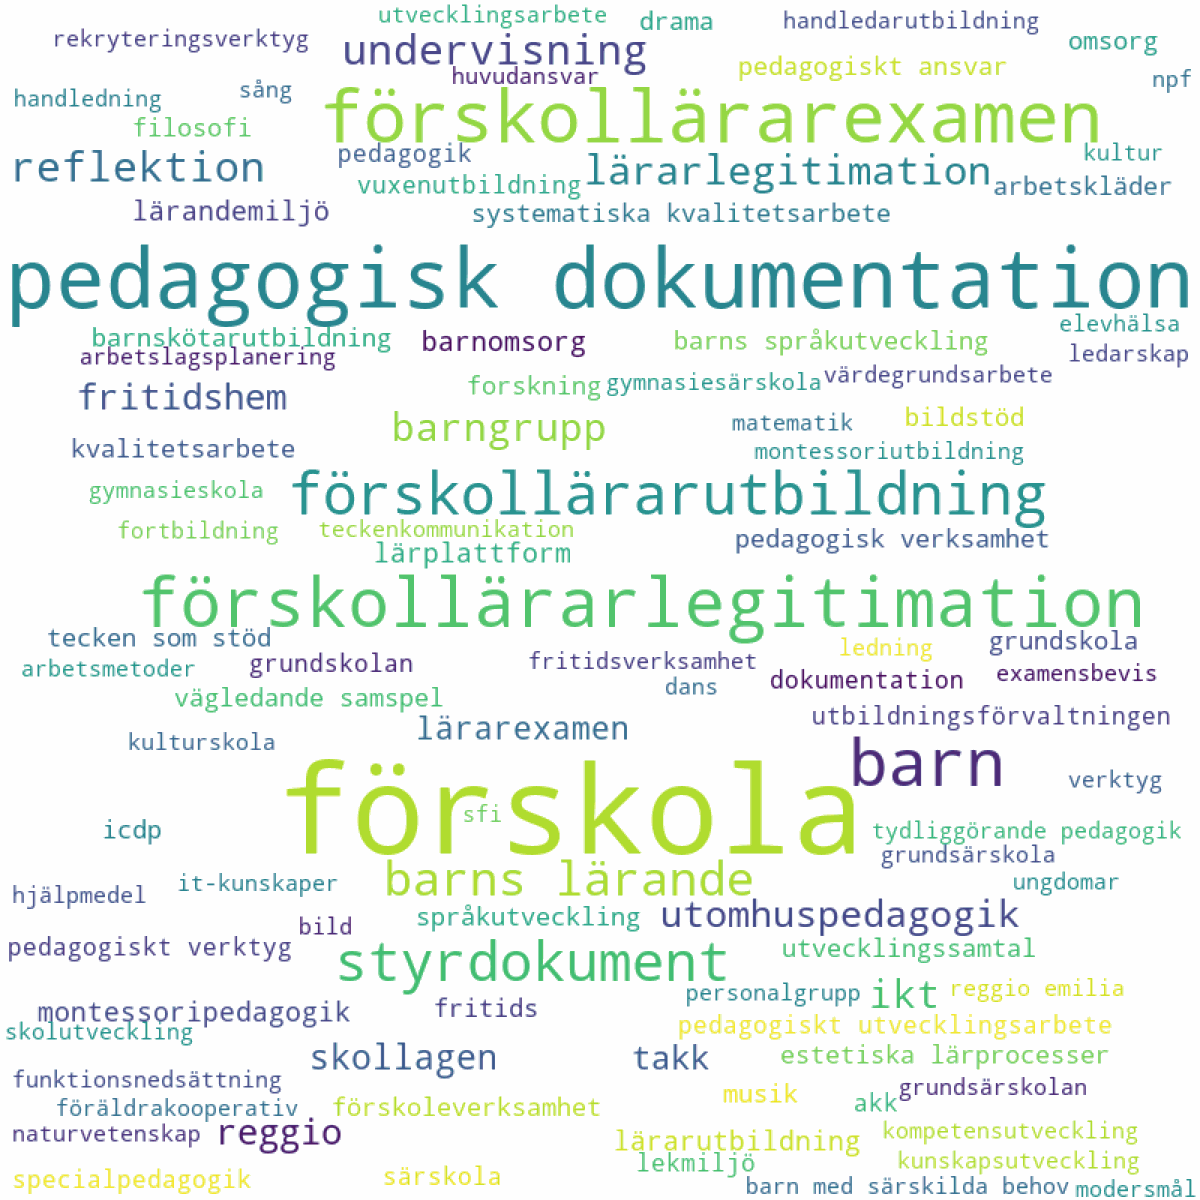 utvecklingsarbete
drama
handledarutbildning
rekryteringsverktyg
undervisning
omsorg
huvudansvar
pedagogiskt ansvar
npf
handledning
sång
förskollärarexamen
filosofi
pedagogik
kultur
reflektion
lärarlegitimation
vuxenutbildning
arbetskläder
lärandemiljö
systematiska kvalitetsarbete
pedagogisk dokumentation
barnskötarutbildning
barnomsorg
barns språkutveckling
elevhälsa
arbetslagsplanering
ledarskap
fritidshem
forskning
gymnasiesärskola
värdegrundsarbete
barngrupp
matematik
bildstöd
kvalitetsarbete
montessoriutbildning
gymnasieskola
förskollärarutbildning
fortbildning
teckenkommunikation
lärplattform
pedagogisk verksamhet
förskollärarlegitimation
tecken som stöd
ledning
grundskola
arbetsmetoder
grundskolan
fritidsverksamhet
dans
dokumentation
examensbevis
vägledande samspel
lärarexamen
utbildningsförvaltningen
kulturskola
barn
verktyg
förskola
sfi
icdp
tydliggörande pedagogik
grundsärskola
hjälpmedel
it-kunskaper
barns lärande
ungdomar
bild
språkutveckling
utomhuspedagogik
pedagogiskt verktyg
styrdokument
utvecklingssamtal
personalgrupp
ikt
reggio emilia
montessoripedagogik
fritids
skolutveckling
pedagogiskt utvecklingsarbete
skollagen
takk
estetiska lärprocesser
funktionsnedsättning
musik
grundsärskolan
föräldrakooperativ
förskoleverksamhet
akk
naturvetenskap
reggio
lärarutbildning
kompetensutveckling
lekmiljö
kunskapsutveckling
specialpedagogik
särskola
barn med särskilda behov
modersmål